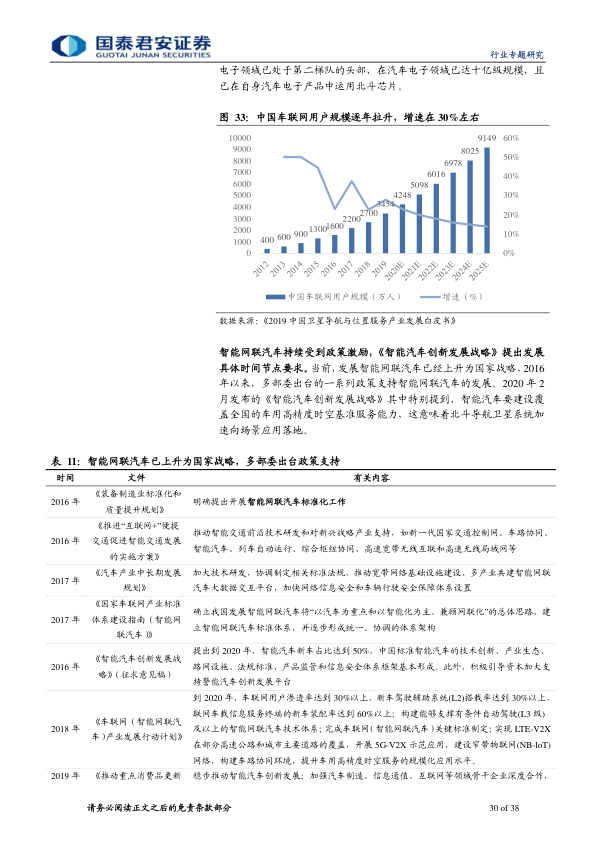 国泰君安证券
GUOTAI JUNAN SECURITIES
行业专题研究
电子领域已处于第二梯队的头部，在汽车电子领域已达十亿级规模，且
已在自身汽车电子产品中运用北斗芯片。
图 33：中国车联网用户规模逐年拉升，增速在 30%左右
10000
9000
8000
7000
6000
5000
4000
3000
2000
1000
0
400
600
900
1300
1600
2200
2700
3454
4248
5098
6016
6978
8025
9149
60%
50%
40%
30%
20%
10%
0%
2012
2013
2014
2015
2016
2017
2018
2019
2020E
2021E
2022E
2023E
2024E
2025E
中国车联网用户规模（万人）
增速（%）
数据来源：《2019 中国卫星导航与位置服务产业发展白皮书》
智能网联汽车持续受到政策激励，《智能汽车创新发展战略》提出发展
具体时间节点要求。当前，发展智能网联汽车已经上升为国家战略，2016
年以来，多部委出台的一系列政策支持智能网联汽车的发展。2020 年 2
月发布的《智能汽车创新发展战略》其中特别提到，智能汽车要建设覆
盖全国的车用高精度时空基准服务能力，这意味着北斗导航卫星系统加
速向场景应用落地。
表 11：智能网联汽车已上升为国家战略，多部委出台政策支持
时间 文件 有关内容
2016 年
《装备制造业标准化和
质量提升规划》
明确提出开展智能网联汽车标准化工作
2016 年
《推进“互联网+”便捷
交通促进智能交通发展
的实施方案》
推动智能交通前沿技术研发和对新兴战略产业支持，如新一代国家交通控制网、车路协同、
智能汽车、列车自动运行、综合枢纽协同、高速宽带无线互联和高速无线局域网等
2017 年
《汽车产业中长期发展
规划》
加大技术研发，协调制定相关标准法规，推动宽带网络基础设施建设、多产业共建智能网联
汽车大数据交互平台，加快网络信息安全和车辆行驶安全保障体系设置
2017 年
《国家车联网产业标准
体系建设指南（智能网
联汽车）》
确立我国发展智能网联汽车将“以汽车为重点和以智能化为主、兼顾网联化”的总体思路，建
立智能网联汽车标准体系，并逐步形成统一、协调的体系架构
2016 年
《智能汽车创新发展战
略》（征求意见稿）
提出到 2020 年，智能汽车新车占比达到 50%，中国标准智能汽车的技术创新、产业生态、
路网设施、法规标准、产品监管和信息安全体系框架基本形成。此外，积极引导资本加大支
持智能汽车创新发展平台
2018 年
《车联网（智能网联汽
车）产业发展行动计划》
到 2020 年，车联网用户渗透率达到 30%以上，新车驾驶辅助系统(L2)搭载率达到 30%以上，
联网车载信息服务终端的新车装配率达到 60%以上；构建能够支撑有条件自动驾驶(L3 级)
及以上的智能网联汽车技术体系；完成车联网（智能网联汽车）关键标准制定；实现 LTE-V2X
在部分高速公路和城市主要道路的覆盖，开展 5G-V2X 示范应用，建设窄带物联网(NB-IoT)
网络，构建车路协同环境，提升车用高精度时空服务的规模化应用水平。
2019 年 《推动重点消费品更新 稳步推动智能汽车创新发展；加强汽车制造、信息通信、互联网等领域骨干企业深度合作，
请务必阅读正文之后的免责条款部分
30 of 38